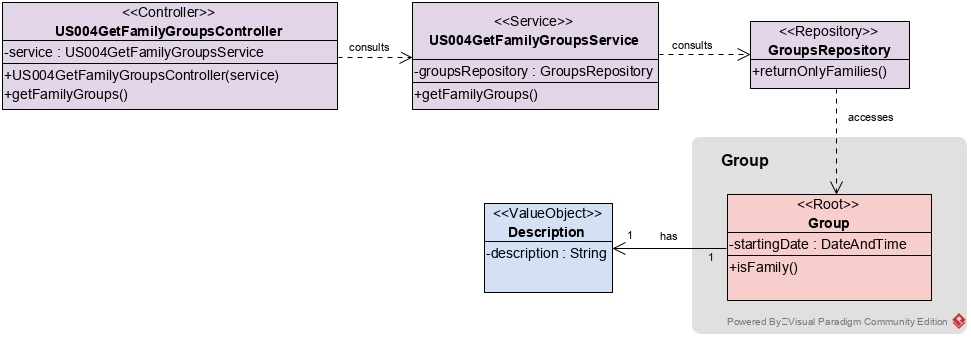 <<Controller>>
US004GetFamilyGroupsController
-service : US004GetFamilyGroupsService
+US004GetFamilyGroupsController(service)
+getFamilyGroups()
consults
<<Service>>
US004GetFamilyGroupsService
-groupsRepository : GroupsRepository
+getFamilyGroups()
consults
<<Repository>>
GroupsRepository
+returnOnlyFamilies()
accesses
Group
<<Root>>
Group
-startingDate : DateAndTime
+isFamily()
<<ValueObject>>
Description
-description : String
1
has
1
Powered By Visual Paradigm Community Edition